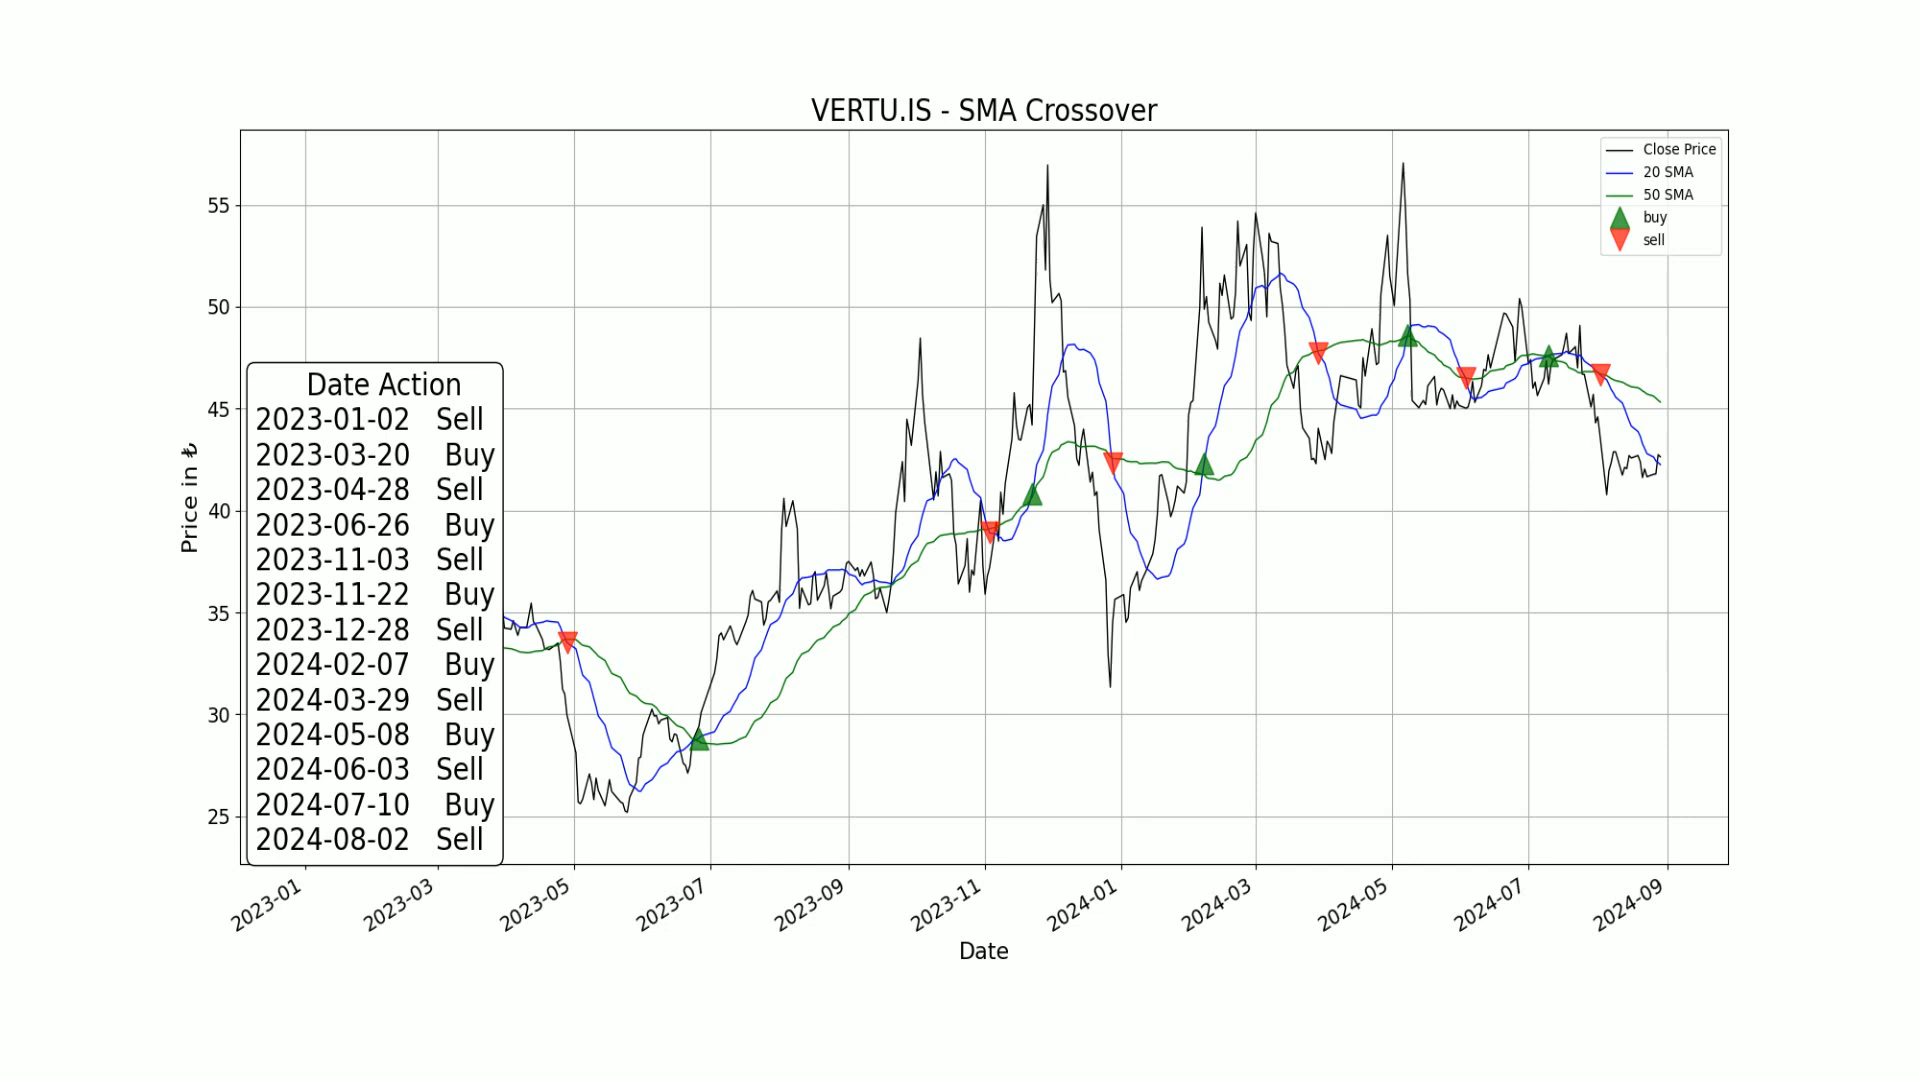 VERTU.IS - SMA Crossover
Close Price
20 SMA
50 SMA
buy
sell
55
50
45
40
35
30
25
Price in ₺
Date Action
2023-01-02 Sell
2023-03-20 Buy
2023-04-28 Sell
2023-06-26 Buy
2023-11-03 Sell
2023-11-22 Buy
2023-12-28 Sell
2024-02-07 Buy
2024-03-29 Sell
2024-05-08 Buy
2024-06-03 Sell
2024-07-10 Buy
2024-08-02 Sell
2023-01
2023-03
2023-05
2023-07
2023-09
2023-11
2024-01
2024-03
2024-05
2024-07
2024-09
Date